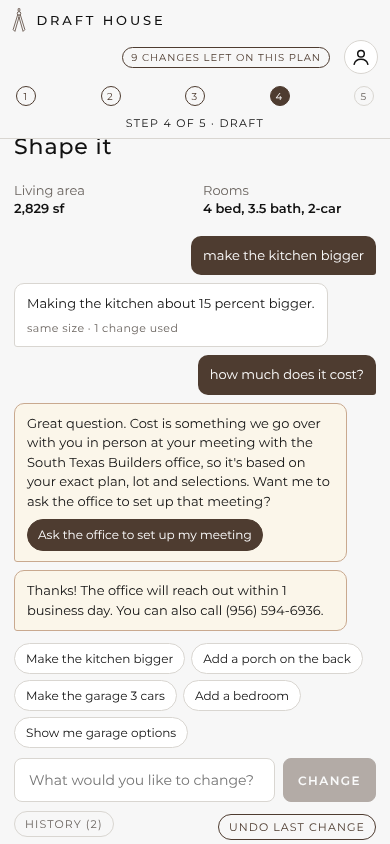 DRAFT HOUSE
9 CHANGES LEFT ON THIS PLAN
1 2 3 4 5
STEP 4 OF 5 · DRAFT
Shape it
Living area
2,829 sf
Rooms
4 bed, 3.5 bath, 2-car
make the kitchen bigger
Making the kitchen about 15 percent bigger.
same size · 1 change used
how much does it cost?
Great question. Cost is something we go over
with you in person at your meeting with the
South Texas Builders office, so it's based on
your exact plan, lot and selections. Want me to
ask the office to set up that meeting?
Ask the office to set up my meeting
Thanks! The office will reach out within 1
business day. You can also call (956) 594-6936.
Make the kitchen bigger
Add a porch on the back
Make the garage 3 cars
Add a bedroom
Show me garage options
What would you like to change?
CHANGE
HISTORY (2)
UNDO LAST CHANGE